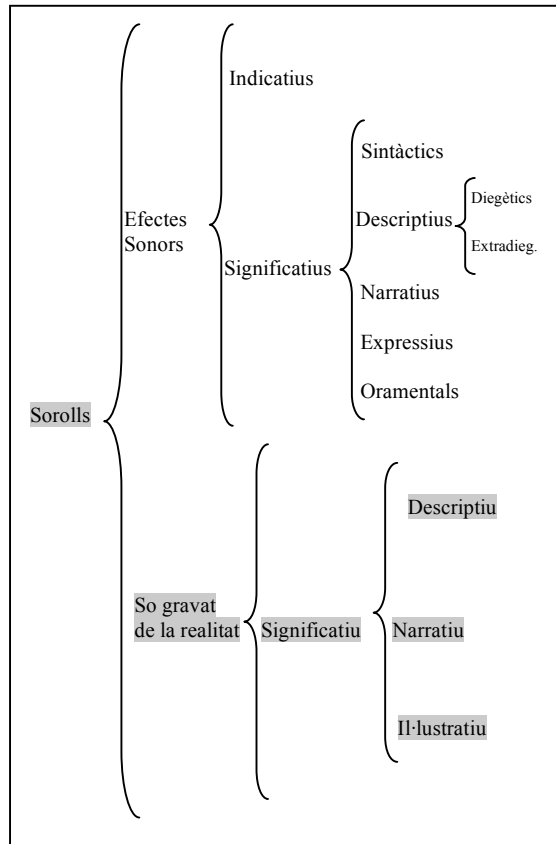 Indicatius
Sintàctics
Diegètics
Efectes
Sonors
Descriptius
Extradieg.
Significatius
Narratius
Expressius
Oramentals
Sorolls
Descriptiu
So gravat
de la realitat
Significatiu
Narratiu
Il·lustratiu